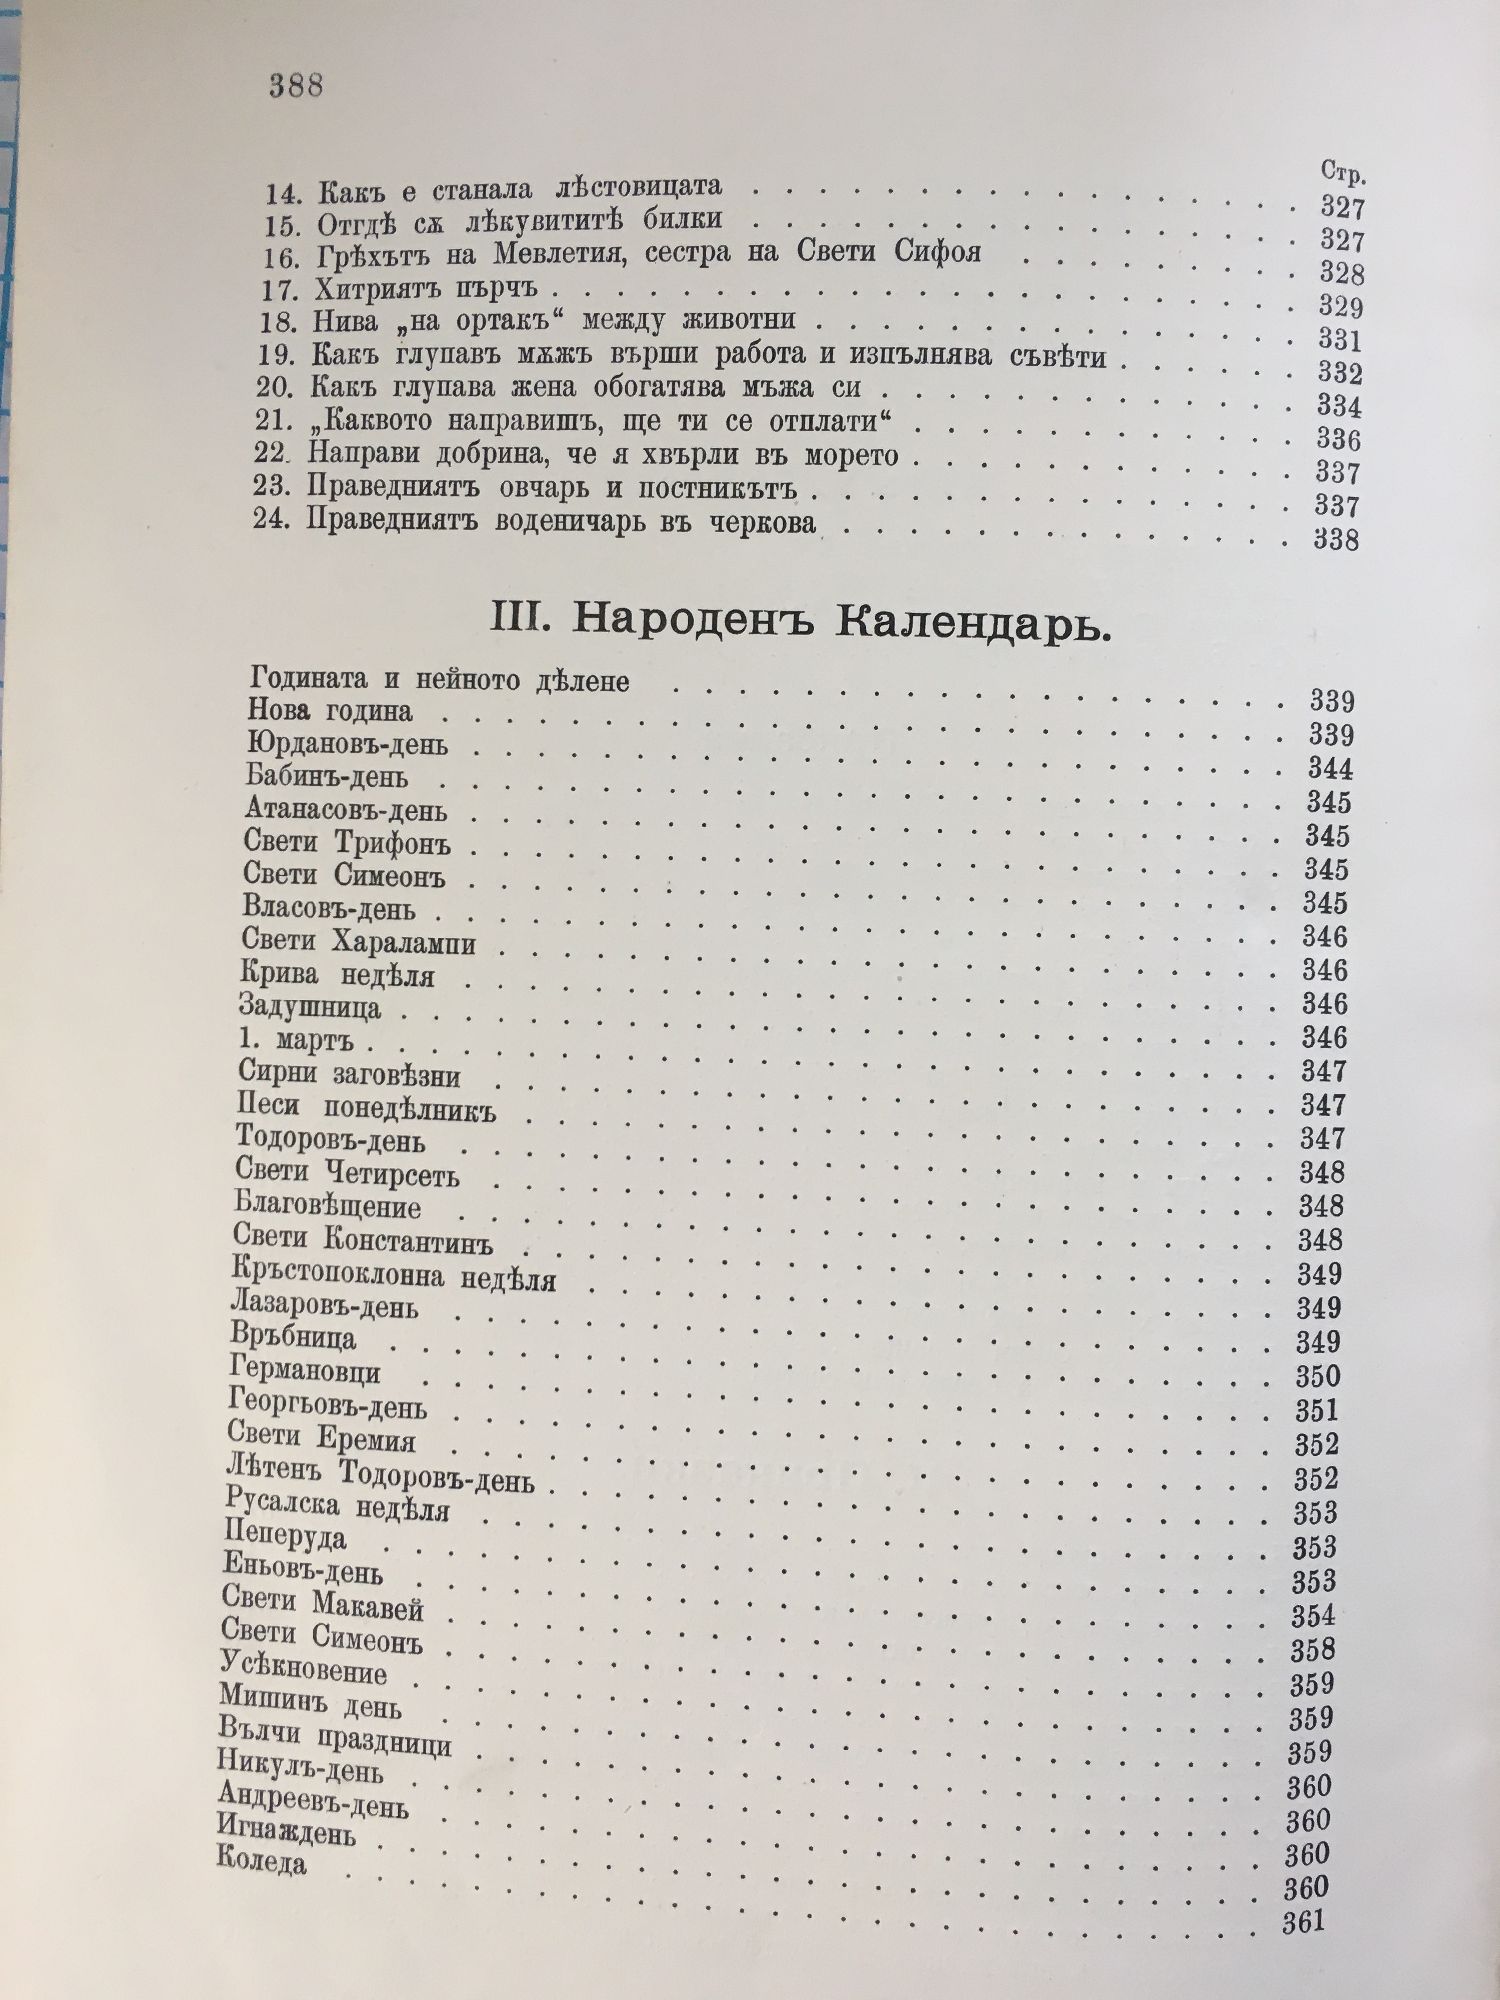 388
Стр.
14. Какъ е станала лѣстовицата . . . . . . . . . . . . . . . . . 327
15. Отгдѣ сѫ лѣкувититѣ билки . . . . . . . . . . . . . . . . . 327
16. Грѣхътъ на Мевлетия, сестра на Свети Сифоя . . . . . . . . . 328
17. Хитриятъ пърчъ . . . . . . . . . . . . . . . . . . . . . . . 329
18. Нива „на ортакъ“ между животни . . . . . . . . . . . . . . . 331
19. Какъ глупавъ мѫжъ върши работа и изпълнява съвѣти . . . . . . 332
20. Какъ глупава жена обогатява мъжа си . . . . . . . . . . . . . 334
21. „Каквото направишъ, ще ти се отплати“ . . . . . . . . . . . . 336
22. Направи добрина, че я хвърли въ морето . . . . . . . . . . . . 337
23. Праведниятъ овчарь и постникътъ . . . . . . . . . . . . . . . 337
24. Праведниятъ воденичарь въ черкова . . . . . . . . . . . . . . 338
III. Народенъ Календарь.
Годината и нейното дѣлене . . . . . . . . . . . . . . . . . . . 339
Нова година . . . . . . . . . . . . . . . . . . . . . . . . . . 339
Юрдановъ-день . . . . . . . . . . . . . . . . . . . . . . . . . 344
Бабинъ-день . . . . . . . . . . . . . . . . . . . . . . . . . . 345
Атанасовъ-день . . . . . . . . . . . . . . . . . . . . . . . . . 345
Свети Трифонъ . . . . . . . . . . . . . . . . . . . . . . . . . 345
Свети Симеонъ . . . . . . . . . . . . . . . . . . . . . . . . . 345
Власовъ-день . . . . . . . . . . . . . . . . . . . . . . . . . . 346
Свети Харалампи . . . . . . . . . . . . . . . . . . . . . . . . 346
Крива недѣля . . . . . . . . . . . . . . . . . . . . . . . . . 346
Задушница . . . . . . . . . . . . . . . . . . . . . . . . . . . 346
1. мартъ . . . . . . . . . . . . . . . . . . . . . . . . . . . . 347
Сирни заговѣзни . . . . . . . . . . . . . . . . . . . . . . . . 347
Песи понедѣлникъ . . . . . . . . . . . . . . . . . . . . . . . 347
Тодоровъ-день . . . . . . . . . . . . . . . . . . . . . . . . . 348
Свети Четирсеть . . . . . . . . . . . . . . . . . . . . . . . . 348
Благовѣщение . . . . . . . . . . . . . . . . . . . . . . . . . 348
Свети Константинъ . . . . . . . . . . . . . . . . . . . . . . . 349
Кръстопоклонна недѣля . . . . . . . . . . . . . . . . . . . . . 349
Лазаровъ-день . . . . . . . . . . . . . . . . . . . . . . . . . 349
Връбница . . . . . . . . . . . . . . . . . . . . . . . . . . . 350
Германовци . . . . . . . . . . . . . . . . . . . . . . . . . . 351
Георгьовъ-день . . . . . . . . . . . . . . . . . . . . . . . . . 352
Свети Еремия . . . . . . . . . . . . . . . . . . . . . . . . . 352
Лѣтенъ Тодоровъ-день . . . . . . . . . . . . . . . . . . . . . . 353
Русалска недѣля . . . . . . . . . . . . . . . . . . . . . . . . 353
Пеперуда . . . . . . . . . . . . . . . . . . . . . . . . . . . 353
Еньовъ-день . . . . . . . . . . . . . . . . . . . . . . . . . . 354
Свети Макавей . . . . . . . . . . . . . . . . . . . . . . . . . 358
Свети Симеонъ . . . . . . . . . . . . . . . . . . . . . . . . . 359
Усѣкновение . . . . . . . . . . . . . . . . . . . . . . . . . . 359
Мишинъ день . . . . . . . . . . . . . . . . . . . . . . . . . . 359
Вълчи праздници . . . . . . . . . . . . . . . . . . . . . . . . 360
Никулъ-день . . . . . . . . . . . . . . . . . . . . . . . . . . 360
Андреевъ-день . . . . . . . . . . . . . . . . . . . . . . . . . 360
Игнаждень . . . . . . . . . . . . . . . . . . . . . . . . . . . 360
Коледа . . . . . . . . . . . . . . . . . . . . . . . . . . . . 361